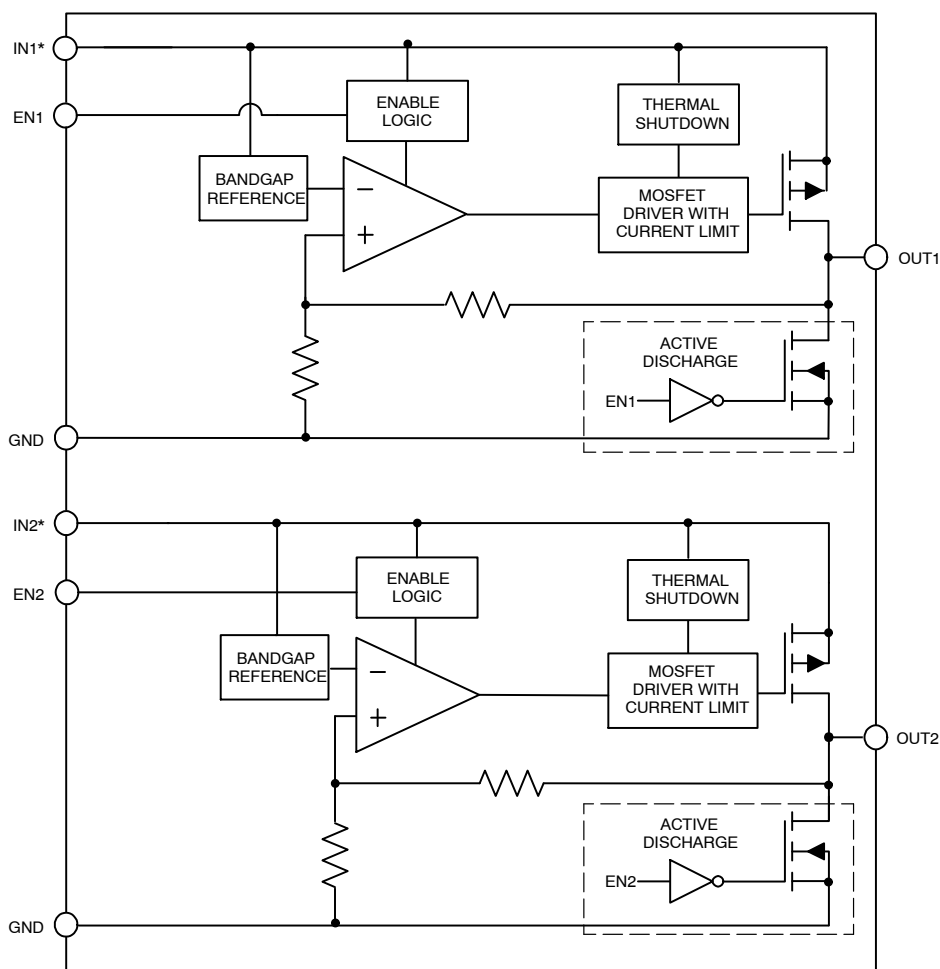 IN1*
EN1
ENABLE
LOGIC
THERMAL
SHUTDOWN
BANDGAP
REFERENCE
−
+
MOSFET
DRIVER WITH
CURRENT LIMIT
OUT1
ACTIVE
DISCHARGE
EN1
GND
IN2*
EN2
ENABLE
LOGIC
THERMAL
SHUTDOWN
BANDGAP
REFERENCE
−
+
MOSFET
DRIVER WITH
CURRENT LIMIT
OUT2
ACTIVE
DISCHARGE
EN2
GND